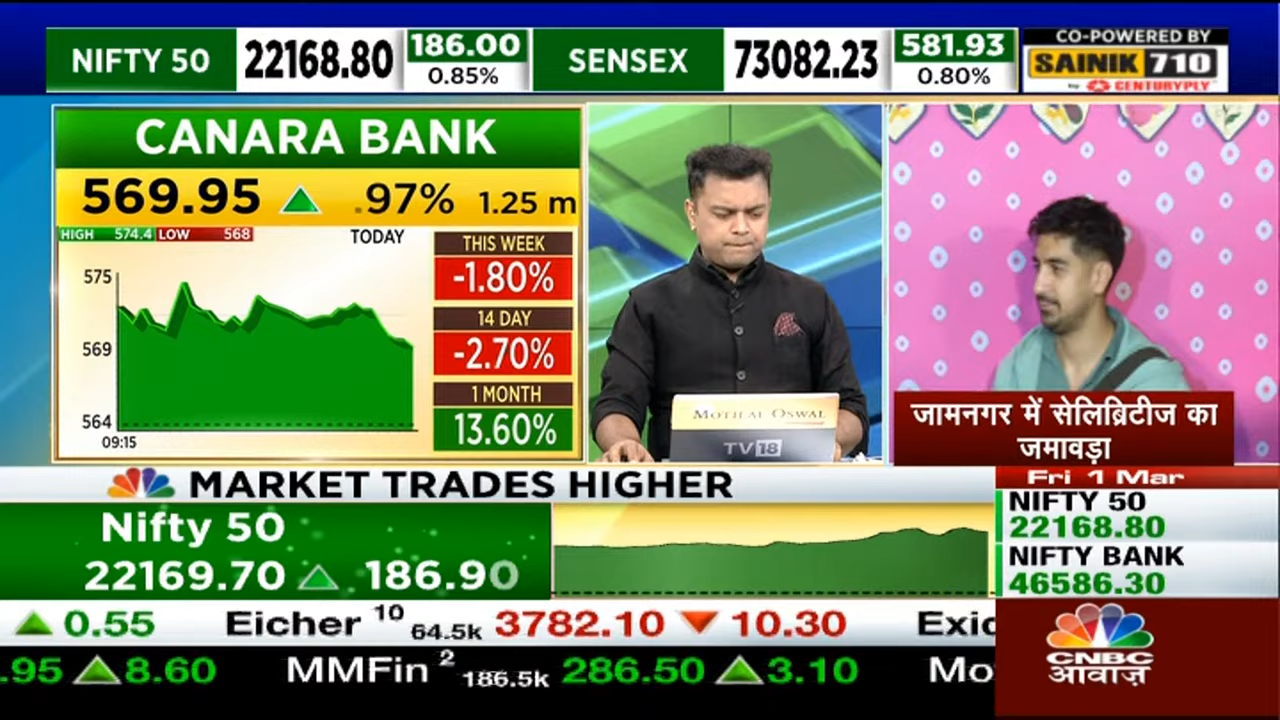 NIFTY 50 22168.80 186.00 0.85% SENSEX 73082.23 581.93 0.80%
CO-POWERED BY
SAINIK 710
by CENTURYPLY
CANARA BANK
569.95 .97% 1.25 m
HIGH 574.4 LOW 568 TODAY
575
569
564
09:15
THIS WEEK
-1.80%
14 DAY
-2.70%
1 MONTH
13.60%
MOTILAL OSWAL
TV18
जामनगर में सेलिब्रिटीज का
जमावड़ा
MARKET TRADES HIGHER
Nifty 50
22169.70 186.90
Fri 1 Mar
NIFTY 50
22168.80
NIFTY BANK
46586.30
0.55 Eicher 10 64.5k 3782.10 10.30 Exid
.95 8.60 MMFin 2 186.5k 286.50 3.10 Mo
CNBC
आवाज़